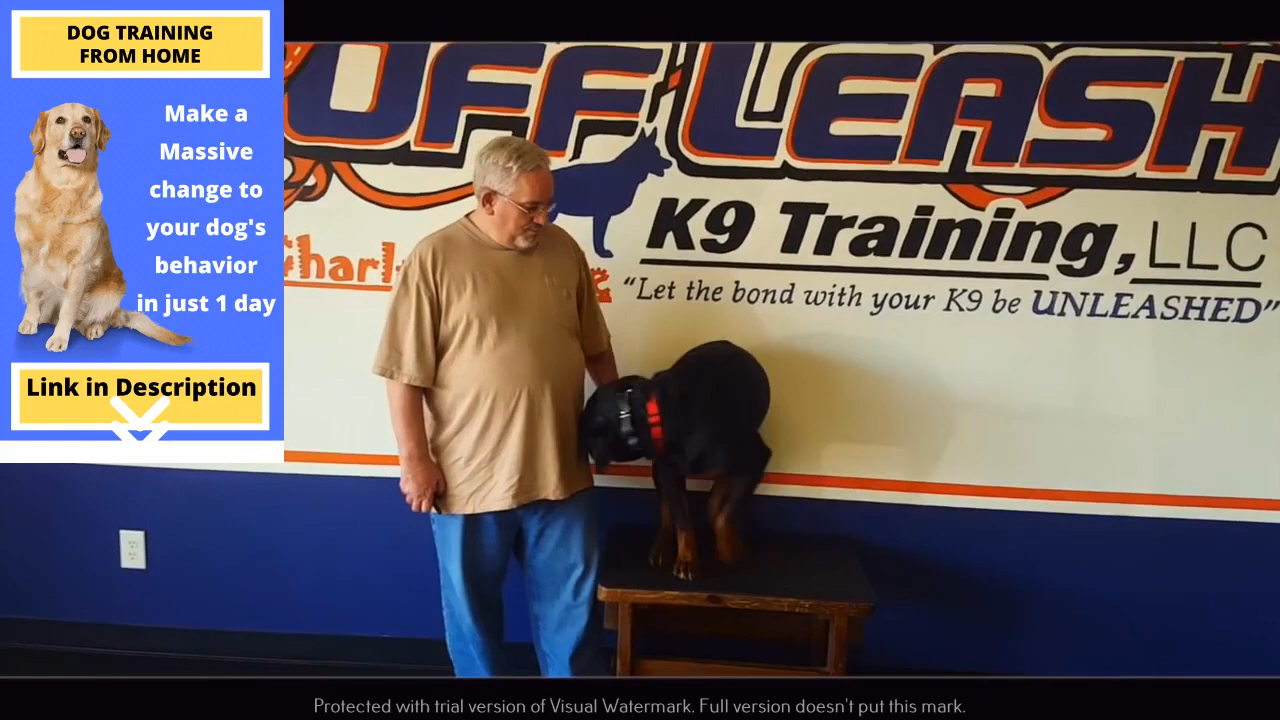 DOG TRAINING
FROM HOME
Make a
Massive
change to
your dog's
behavior
in just 1 day
Link in Description
OFF LEASH
K9 Training, LLC
"Let the bond with your K9 be UNLEASHED"
Protected with trial version of Visual Watermark. Full version doesn't put this mark.